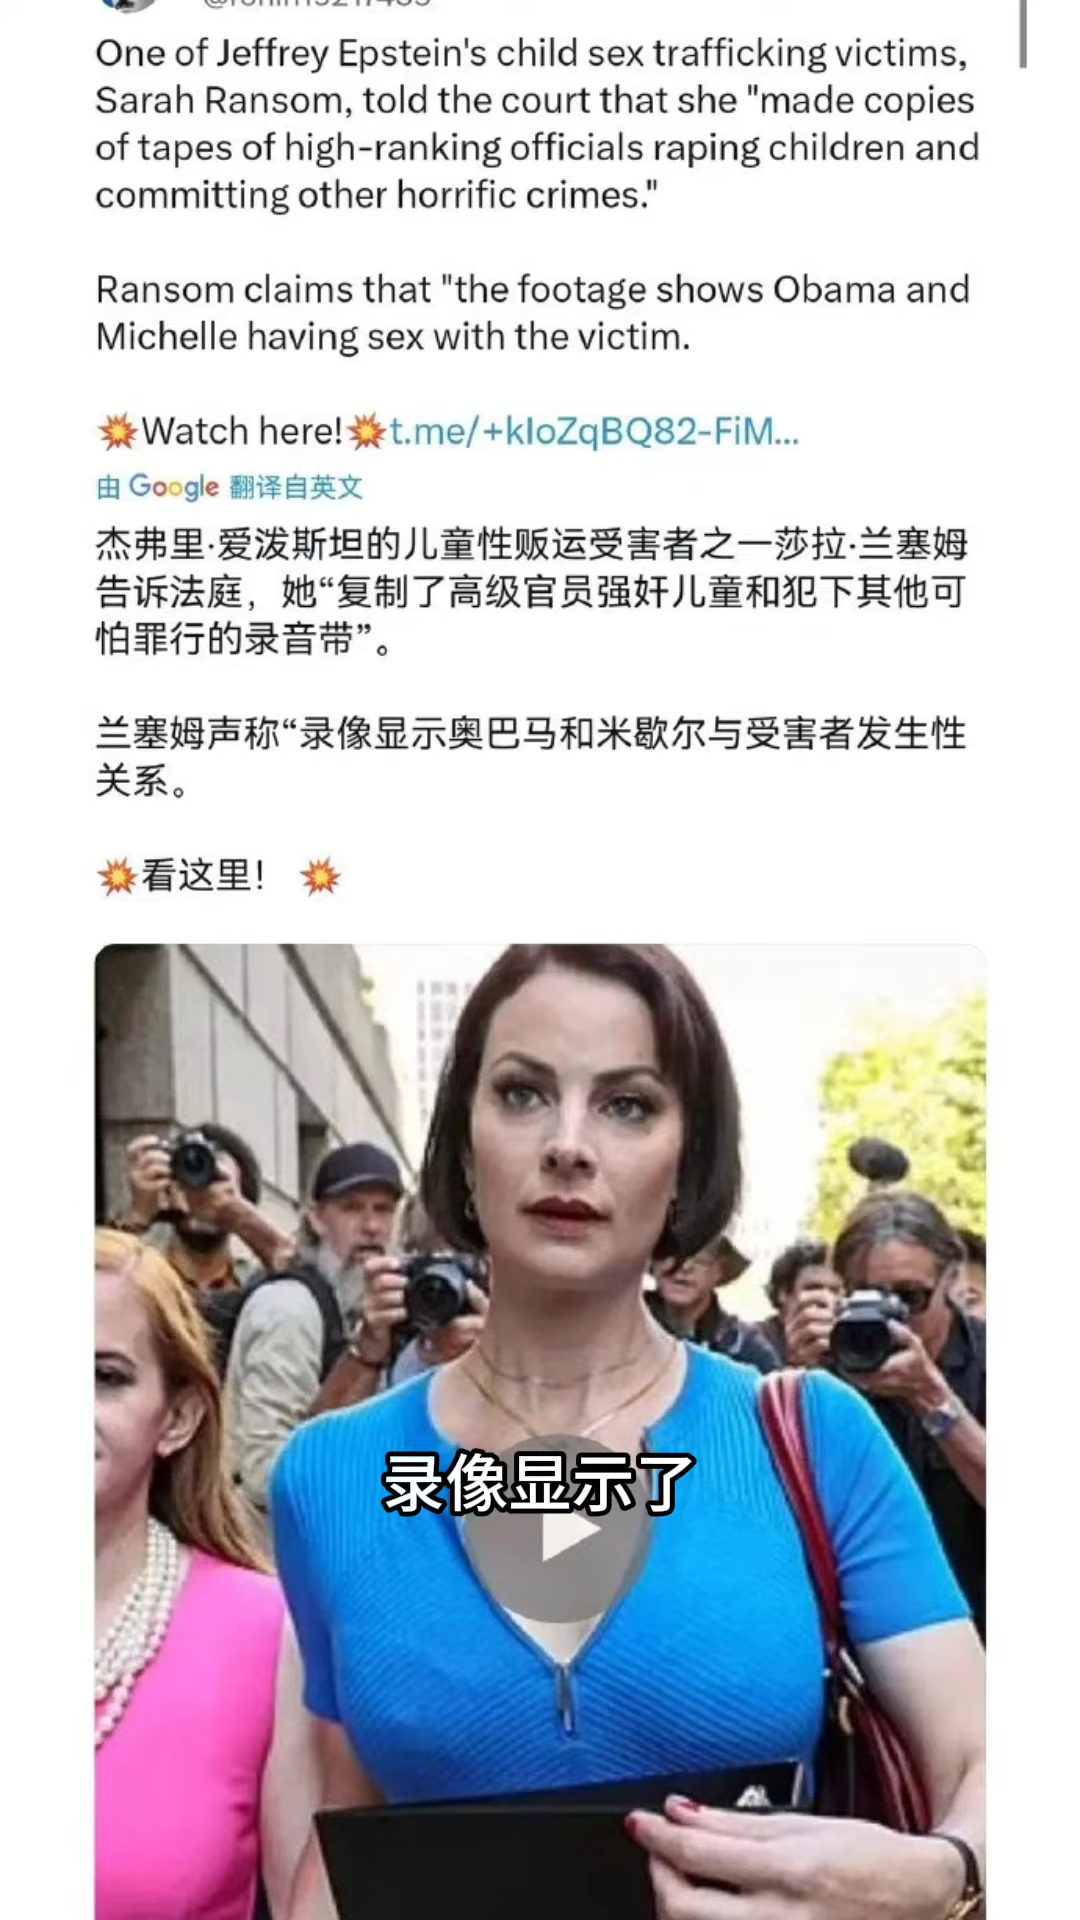 One of Jeffrey Epstein's child sex trafficking victims,
Sarah Ransom, told the court that she "made copies
of tapes of high-ranking officials raping children and
committing other horrific crimes."
Ransom claims that "the footage shows Obama and
Michelle having sex with the victim.
💥Watch here!💥t.me/+kIoZqBQ82-FiM...
由 Google 翻译自英文
杰弗里·爱泼斯坦的儿童性贩运受害者之一莎拉·兰塞姆
告诉法庭，她“复制了高级官员强奸儿童和犯下其他可
怕罪行的录音带”。
兰塞姆声称“录像显示奥巴马和米歇尔与受害者发生性
关系。
💥看这里！ 💥
录像显示了